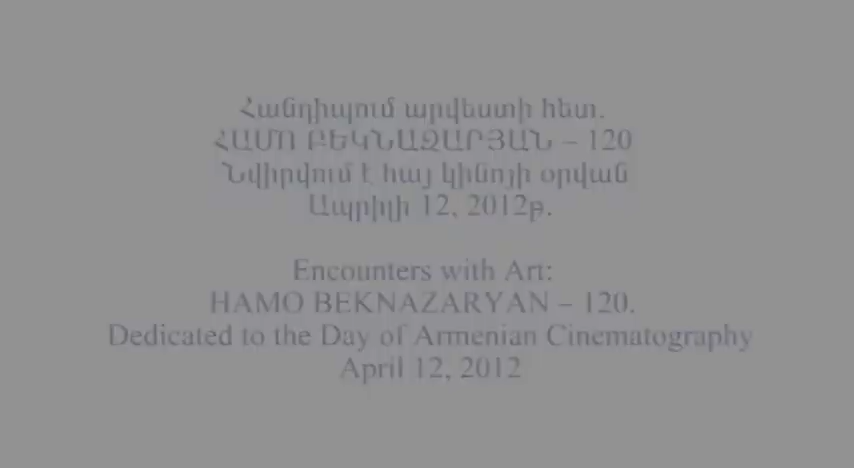 Հանդիպում արվեստի հետ.
ՀԱՄՈ ԲԵԿՆԱԶԱՐՅԱՆ – 120
Նվիրվում է հայ կինոյի օրվան
Ապրիլի 12, 2012թ.
Encounters with Art:
HAMO BEKNAZARYAN – 120.
Dedicated to the Day of Armenian Cinematography
April 12, 2012